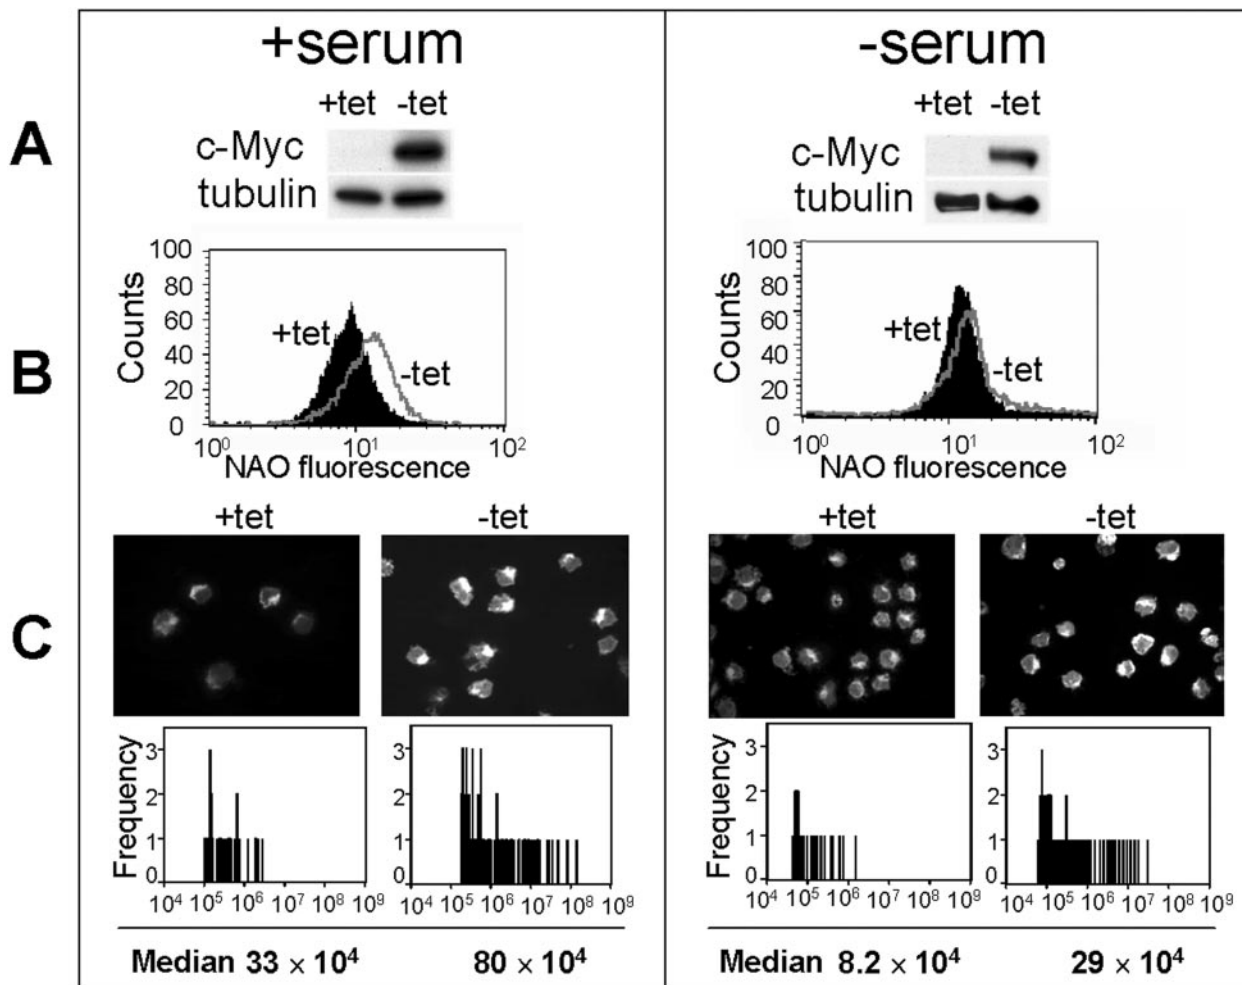 +serum
+tet -tet
A
c-Myc
tubulin
100
80
60
40
20
0
Counts
+tet
-tet
10⁰ 10¹ 10²
NAO fluorescence
B
+tet -tet
C
Frequency
3
2
1
0
10⁴ 10⁵ 10⁶ 10⁷ 10⁸ 10⁹
3
2
1
0
10⁴ 10⁵ 10⁶ 10⁷ 10⁸ 10⁹
Median 33 × 10⁴ 80 × 10⁴
-serum
+tet -tet
c-Myc
tubulin
100
80
60
40
20
0
Counts
+tet
-tet
10⁰ 10¹ 10²
NAO fluorescence
+tet -tet
Frequency
3
2
1
0
10⁴ 10⁵ 10⁶ 10⁷ 10⁸ 10⁹
3
2
1
0
10⁴ 10⁵ 10⁶ 10⁷ 10⁸ 10⁹
Median 8.2 × 10⁴ 29 × 10⁴